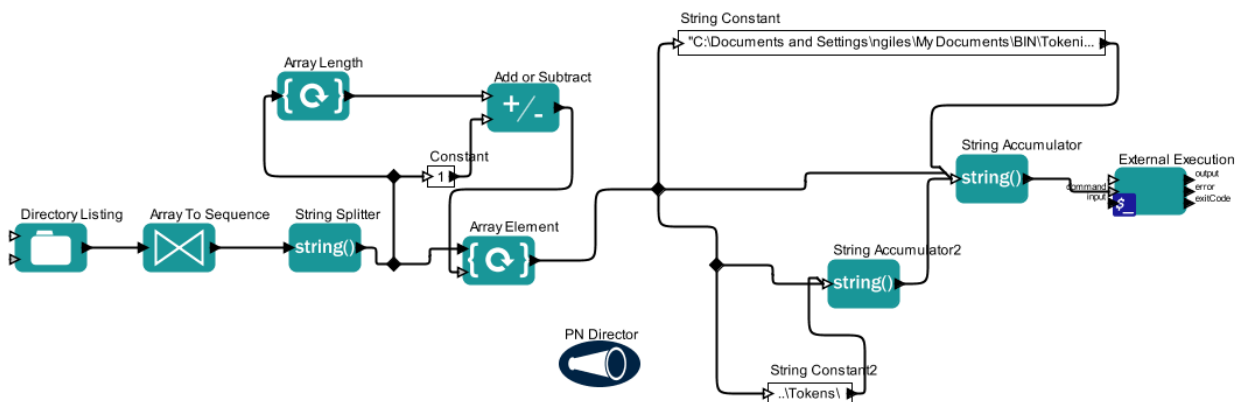 String Constant
"C:\Documents and Settings\ngiles\My Documents\BIN\Tokeni...
Array Length
Add or Subtract
+/-
Constant
1
String Accumulator
string()
External Execution
output
error
exitCode
command
input
$_
Directory Listing
Array To Sequence
String Splitter
string()
Array Element
String Accumulator2
string()
PN Director
String Constant2
..\Tokens\